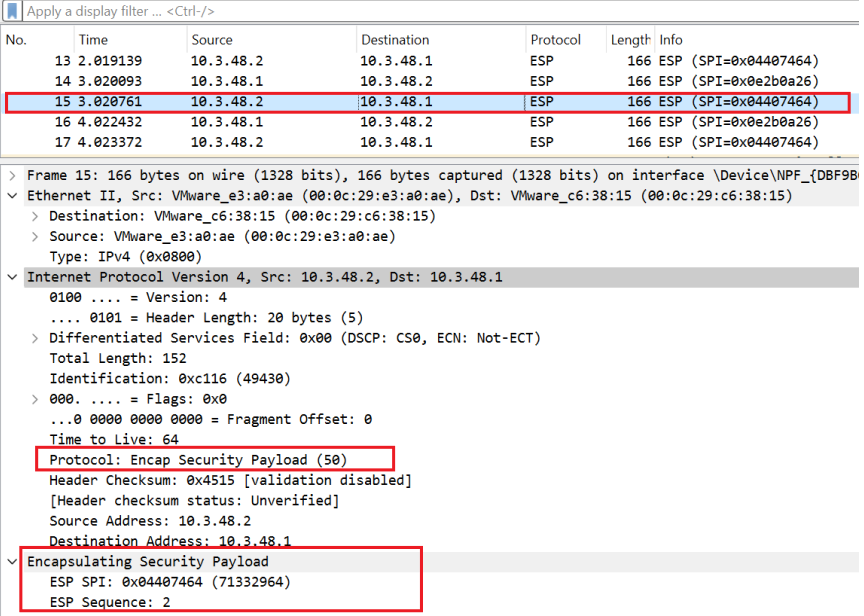 Apply a display filter ... <Ctrl-/>
No. Time Source Destination Protocol Length Info
13 2.019139 10.3.48.2 10.3.48.1 ESP 166 ESP (SPI=0x04407464)
14 3.020093 10.3.48.1 10.3.48.2 ESP 166 ESP (SPI=0x0e2b0a26)
15 3.020761 10.3.48.2 10.3.48.1 ESP 166 ESP (SPI=0x04407464)
16 4.022432 10.3.48.1 10.3.48.2 ESP 166 ESP (SPI=0x0e2b0a26)
17 4.023372 10.3.48.2 10.3.48.1 ESP 166 ESP (SPI=0x04407464)
Frame 15: 166 bytes on wire (1328 bits), 166 bytes captured (1328 bits) on interface \Device\NPF_{DBF9B
Ethernet II, Src: VMware_e3:a0:ae (00:0c:29:e3:a0:ae), Dst: VMware_c6:38:15 (00:0c:29:c6:38:15)
Destination: VMware_c6:38:15 (00:0c:29:c6:38:15)
Source: VMware_e3:a0:ae (00:0c:29:e3:a0:ae)
Type: IPv4 (0x0800)
Internet Protocol Version 4, Src: 10.3.48.2, Dst: 10.3.48.1
0100 .... = Version: 4
.... 0101 = Header Length: 20 bytes (5)
Differentiated Services Field: 0x00 (DSCP: CS0, ECN: Not-ECT)
Total Length: 152
Identification: 0xc116 (49430)
000. .... = Flags: 0x0
...0 0000 0000 0000 = Fragment Offset: 0
Time to Live: 64
Protocol: Encap Security Payload (50)
Header Checksum: 0x4515 [validation disabled]
[Header checksum status: Unverified]
Source Address: 10.3.48.2
Destination Address: 10.3.48.1
Encapsulating Security Payload
ESP SPI: 0x04407464 (71332964)
ESP Sequence: 2